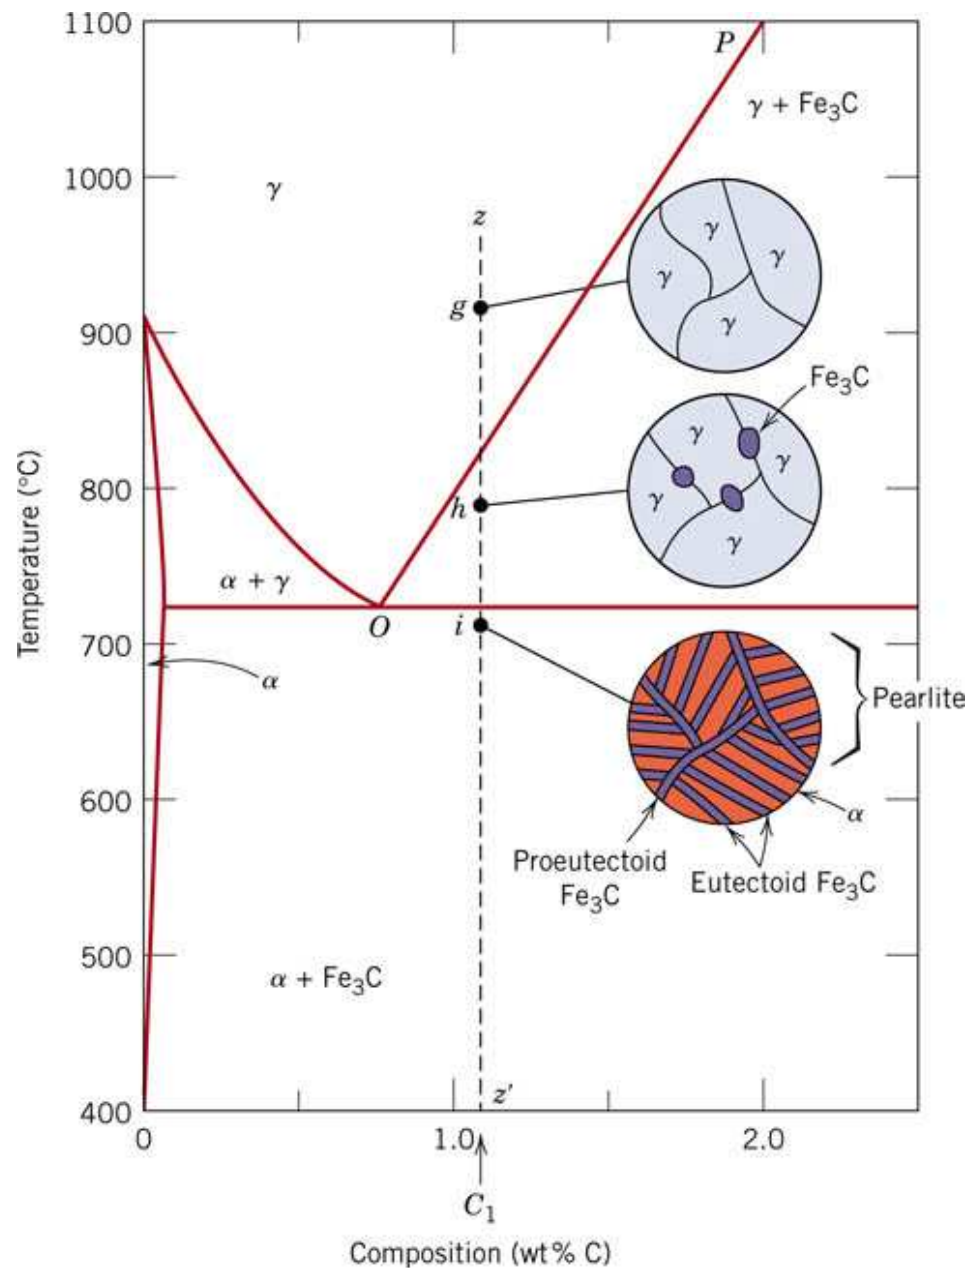 1100
P
γ + Fe₃C
1000
γ
z
γ
γ
γ
γ
g
900
Fe₃C
γ
γ
γ
γ
800
h
Temperature (°C)
α + γ
O
i
700
α
Pearlite
600
α
Proeutectoid
Fe₃C
Eutectoid Fe₃C
500
α + Fe₃C
z′
400
0
1.0
2.0
C₁
Composition (wt% C)